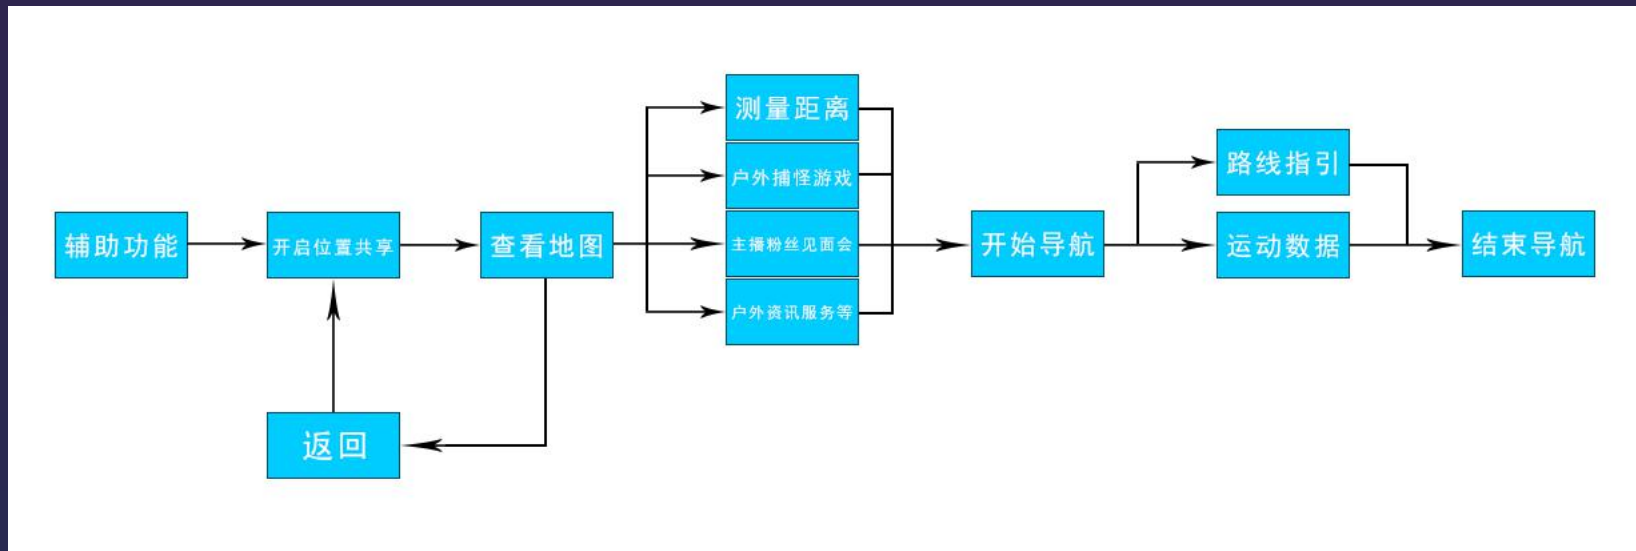 辅助功能
开启位置共享
查看地图
返回
测量距离
户外捕怪游戏
主播粉丝见面会
户外资讯服务等
开始导航
路线指引
运动数据
结束导航